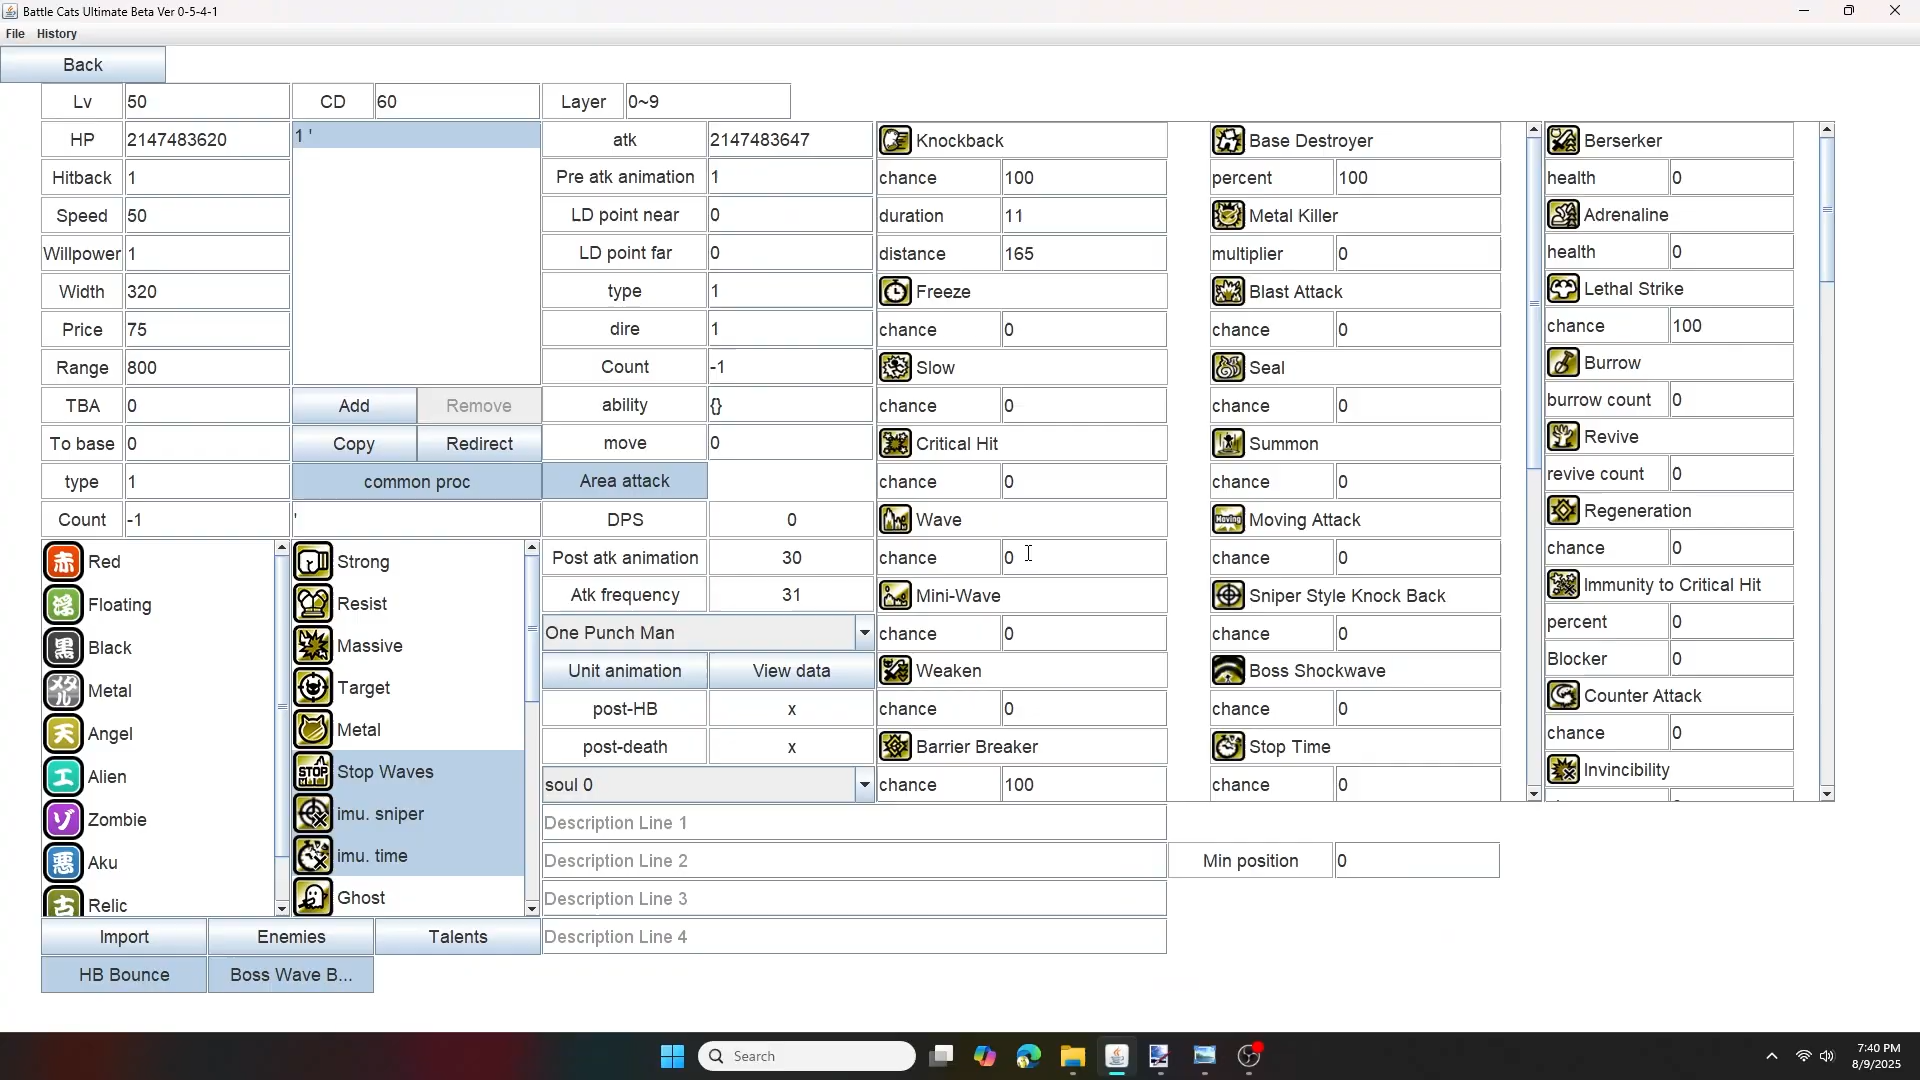 Battle Cats Ultimate Beta Ver 0-5-4-1
File History
Back
Lv 50 CD 60 Layer 0~9
HP 2147483620
Hitback 1
Speed 50
Willpower 1
Width 320
Price 75
Range 800
TBA 0
To base 0
type 1
Count -1
1 '
Add Remove
Copy Redirect
common proc
'
atk 2147483647
Pre atk animation 1
LD point near 0
LD point far 0
type 1
dire 1
Count -1
ability {}
move 0
Area attack
DPS 0
Post atk animation 30
Atk frequency 31
One Punch Man
Unit animation View data
post-HB x
post-death x
soul 0
Knockback
chance 100
duration 11
distance 165
Freeze
chance 0
Slow
chance 0
Critical Hit
chance 0
Wave
chance 0
Mini-Wave
chance 0
Weaken
chance 0
Barrier Breaker
chance 100
Base Destroyer
percent 100
Metal Killer
multiplier 0
Blast Attack
chance 0
Seal
chance 0
Summon
chance 0
Moving
Moving Attack
chance 0
Sniper Style Knock Back
chance 0
Boss Shockwave
chance 0
Stop Time
chance 0
Berserker
health 0
Adrenaline
health 0
Lethal Strike
chance 100
Burrow
burrow count 0
Revive
revive count 0
Regeneration
chance 0
Immunity to Critical Hit
percent 0
Blocker 0
Counter Attack
chance 0
Invincibility
赤 Red
浮 Floating
黒 Black
メタル Metal
天 Angel
エ Alien
ゾ Zombie
悪 Aku
古 Relic
Strong
Resist
Massive
Target
Metal
STOP Stop Waves
imu. sniper
imu. time
Ghost
Description Line 1
Description Line 2
Description Line 3
Description Line 4
Min position 0
Import Enemies Talents
HB Bounce Boss Wave B...
Search
7:40 PM
8/9/2025